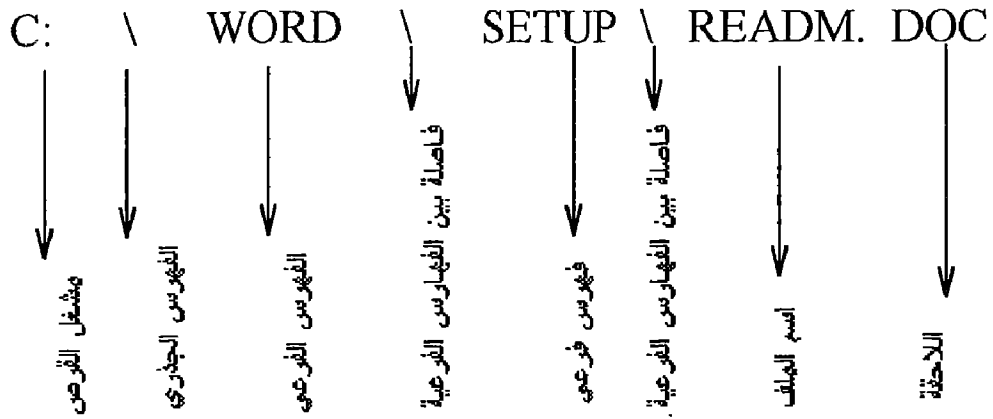 C: \ WORD \ SETUP \ READM. DOC
مشغل القرص
الفهرس الجذري
الفهرس الفرعي
فاصلة بين الفهارس الفرعية
فهرس فرعي
فاصلة بين الفهارس الفرعية.
اسم الملف
اللاحقة